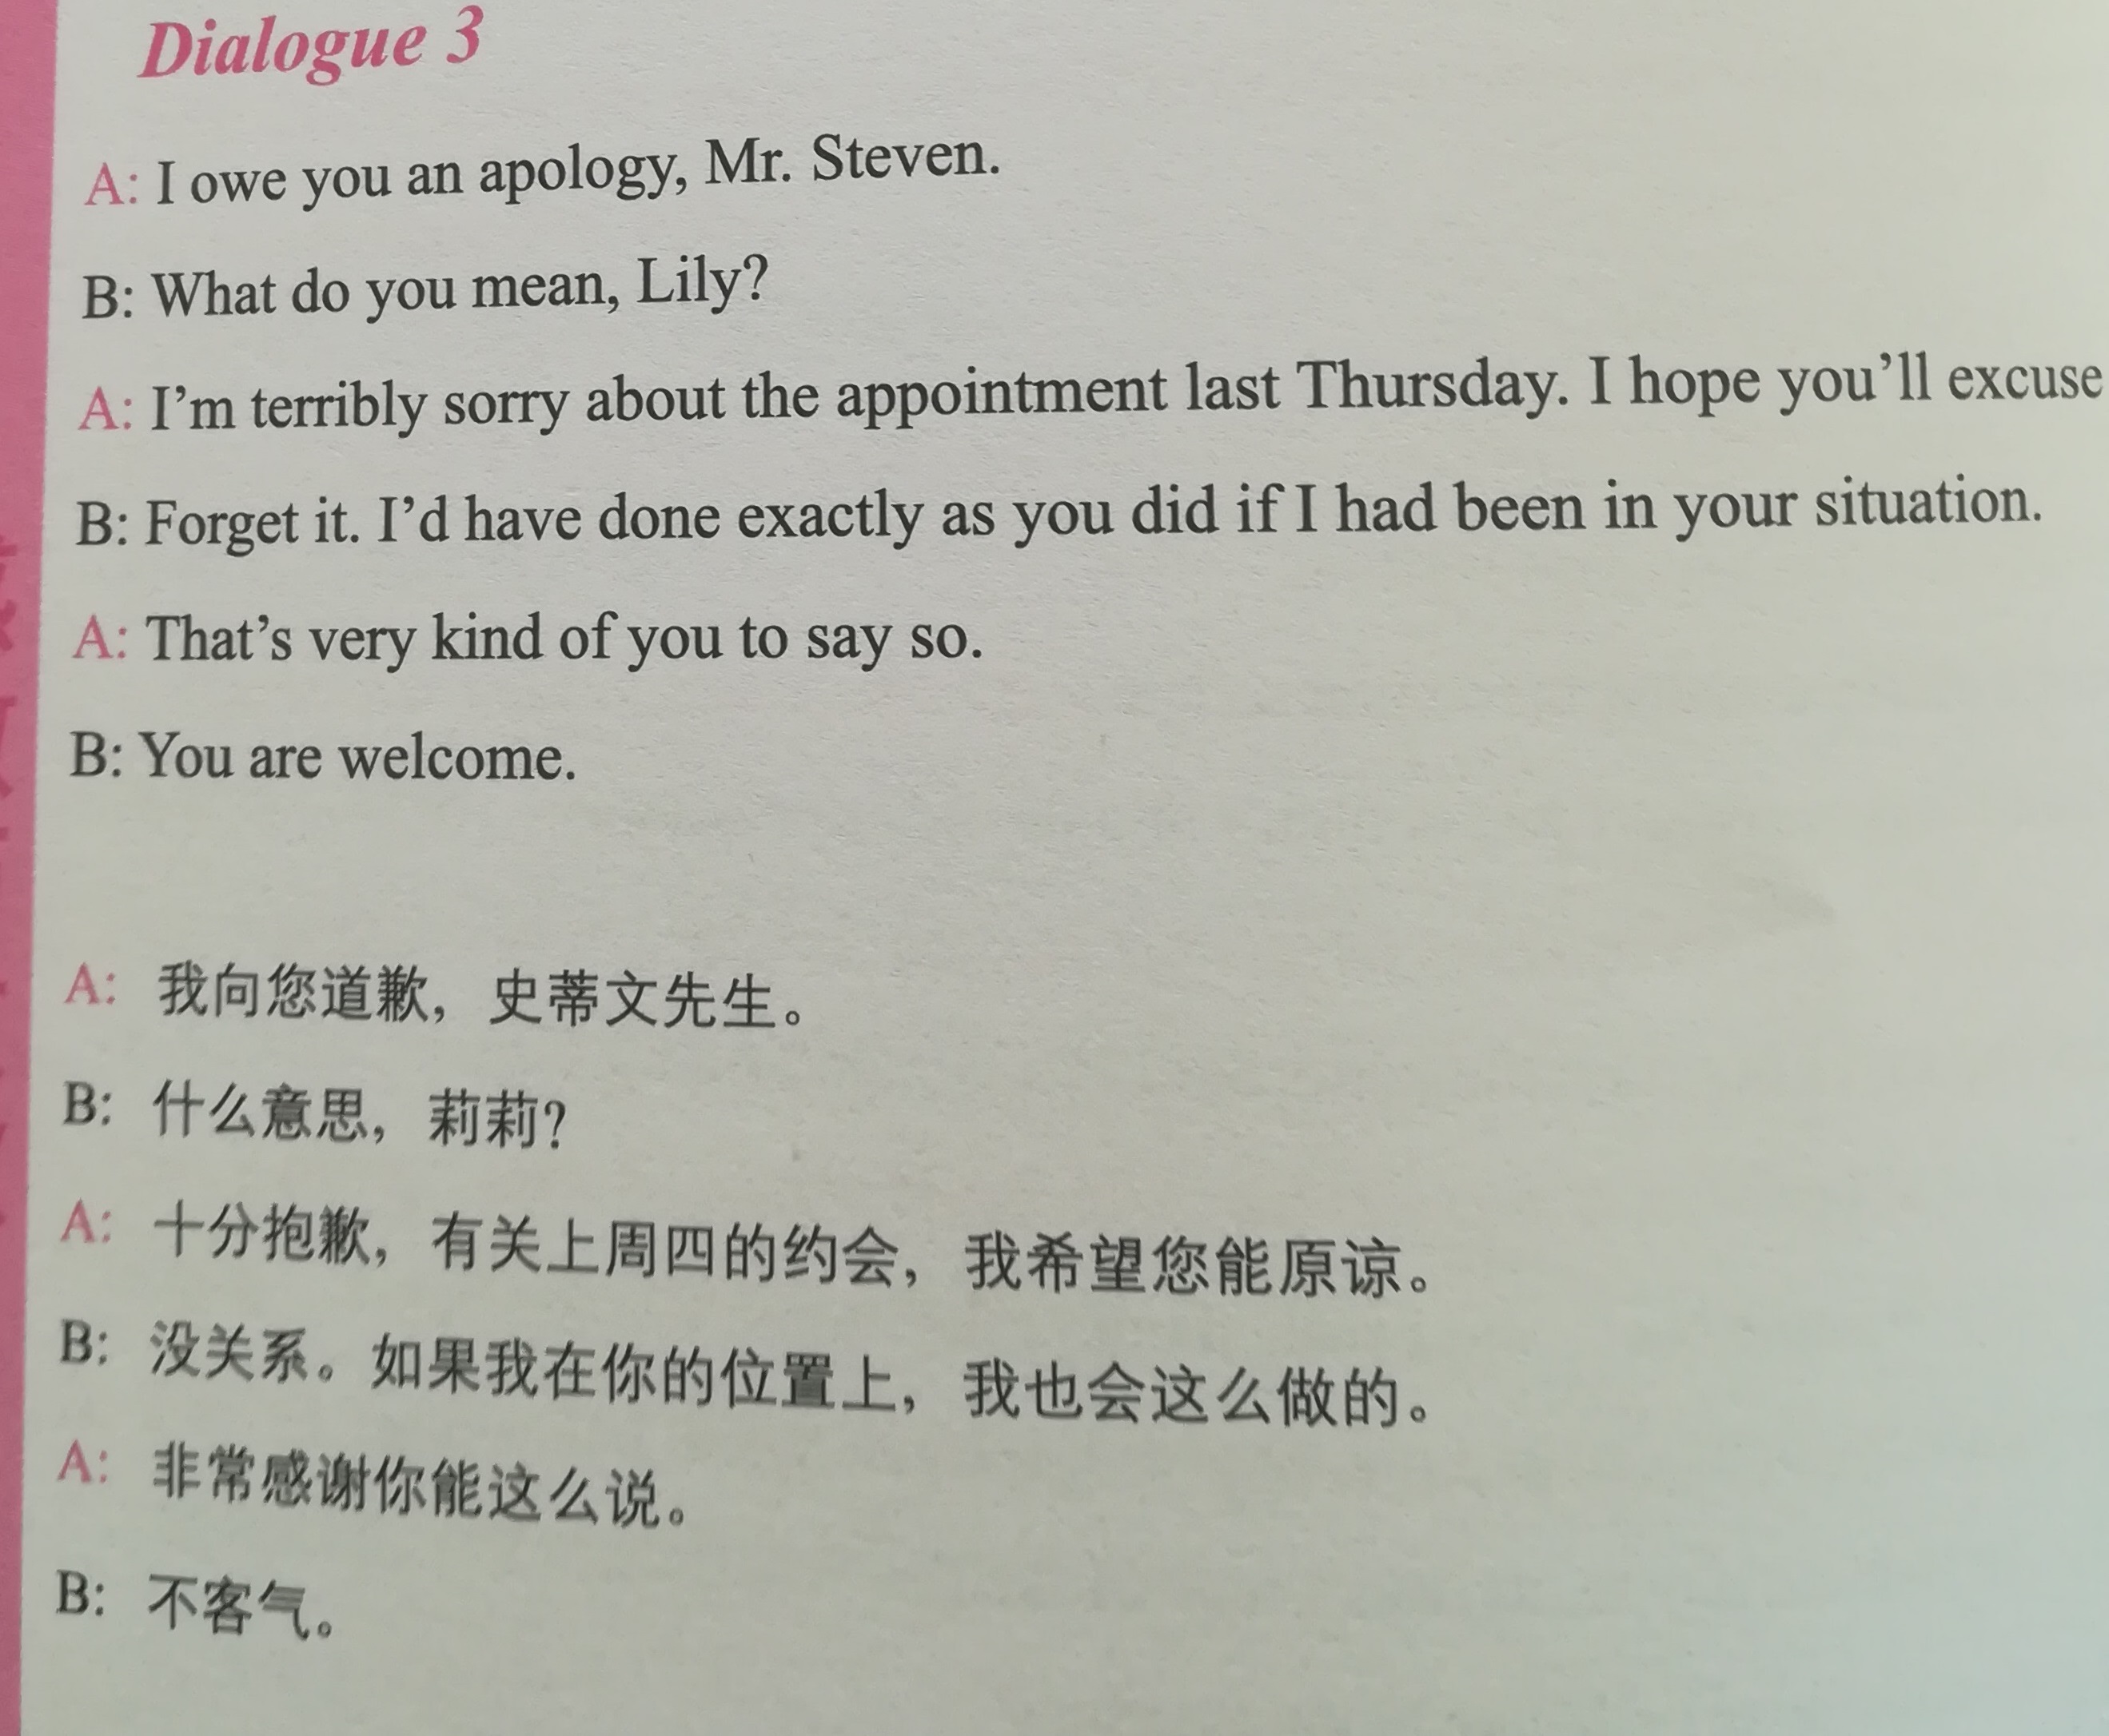 Dialogue 3
A: I owe you an apology, Mr. Steven.
B: What do you mean, Lily?
A: I'm terribly sorry about the appointment last Thursday. I hope you'll excuse
B: Forget it. I'd have done exactly as you did if I had been in your situation.
A: That's very kind of you to say so.
B: You are welcome.
A: 我向您道歉，史蒂文先生。
B: 什么意思，莉莉？
A: 十分抱歉，有关上周四的约会，我希望您能原谅。
B: 没关系。如果我在你的位置上，我也会这么做的。
A: 非常感谢你能这么说。
B: 不客气。